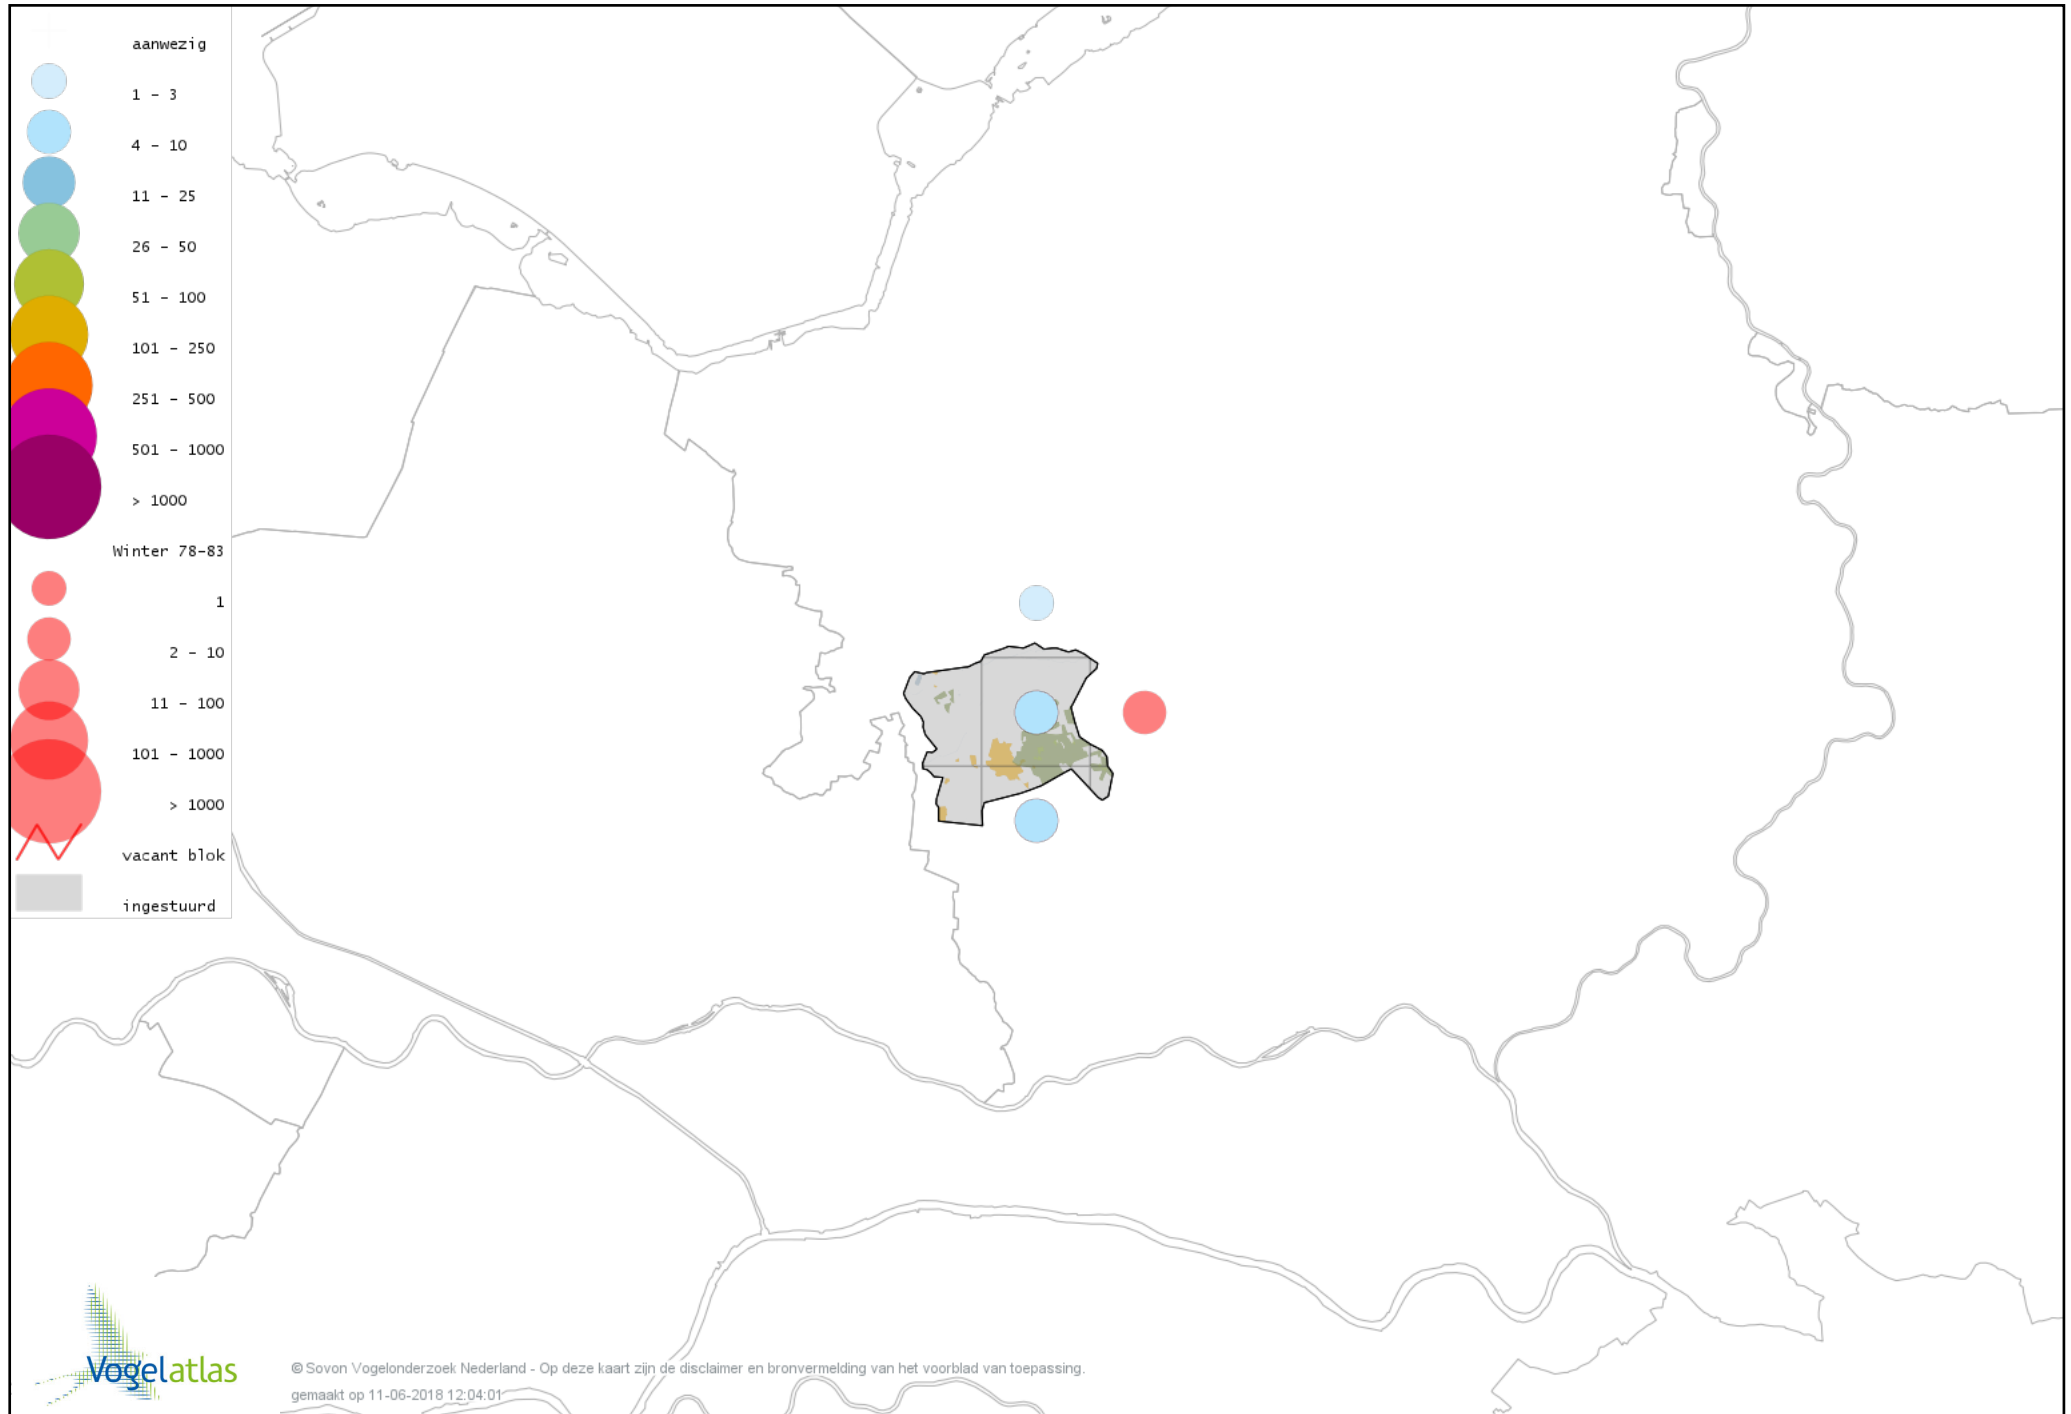 aanwezig
1 - 3
4 - 10
11 - 25
26 - 50
51 - 100
101 - 250
251 - 500
501 - 1000
> 1000
Winter 78-83
1
2 - 10
11 - 100
101 - 1000
> 1000
vacant blok
ingestuurd
Vogelatlas
© Sovon Vogelonderzoek Nederland - Op deze kaart zijn de disclaimer en bronvermelding van het voorblad van toepassing.
gemaakt op 11-06-2018 12:04:01